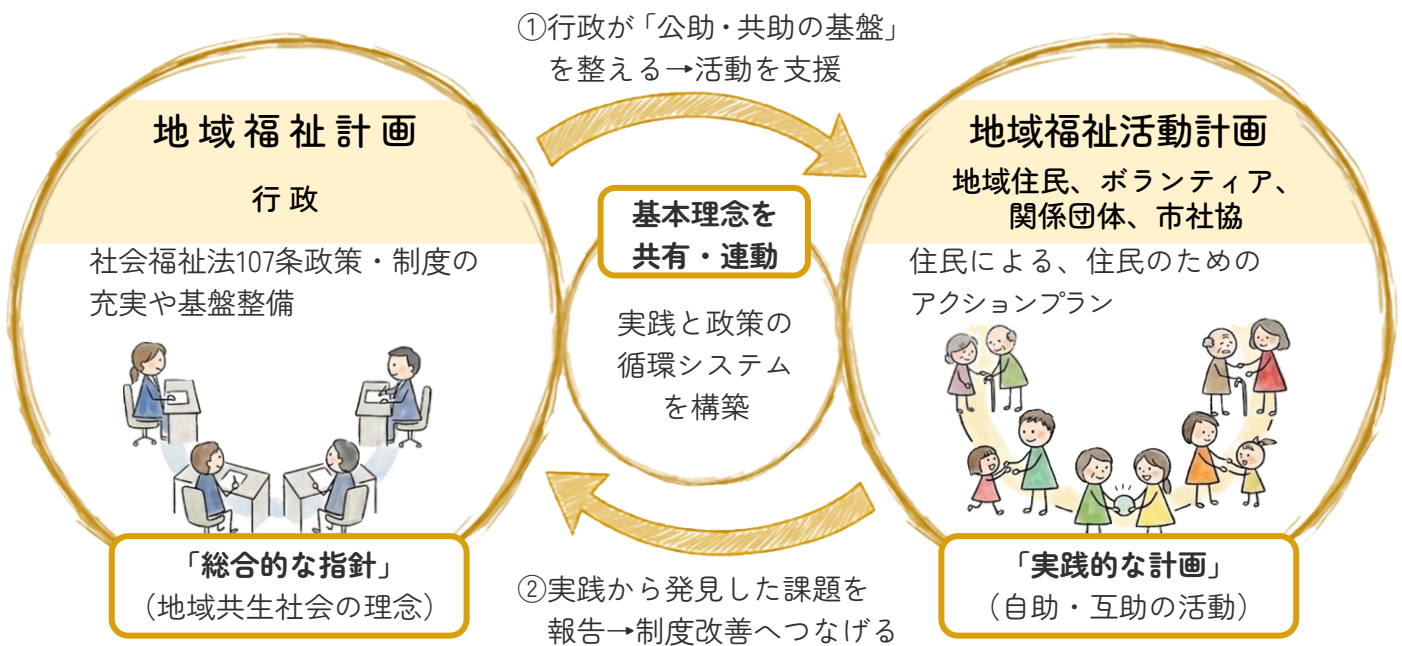 ①行政が「公助・共助の基盤」
を整える→活動を支援
地域福祉計画
行政
社会福祉法107条政策・制度の
充実や基盤整備
「総合的な指針」
（地域共生社会の理念）
基本理念を
共有・連動
実践と政策の
循環システム
を構築
地域福祉活動計画
地域住民、ボランティア、
関係団体、市社協
住民による、住民のための
アクションプラン
「実践的な計画」
（自助・互助の活動）
②実践から発見した課題を
報告→制度改善へつなげる